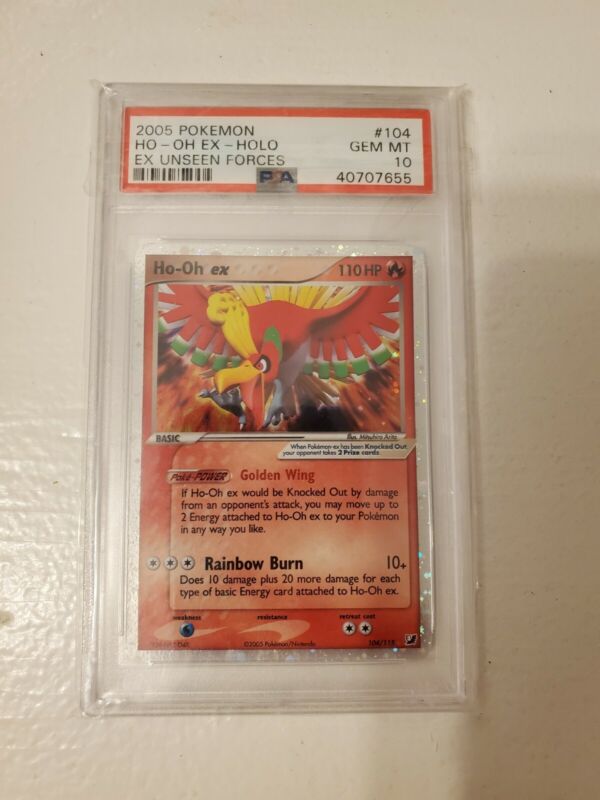 2005 POKEMON #104
HO - OH EX - HOLO GEM MT
EX UNSEEN FORCES 10
PSA 40707655
Ho-Oh ex 110 HP
BASIC
Illus. Mitsuhiro Arita
When Pokémon-ex has been Knocked Out,
your opponent takes 2 Prize cards.
Poké-POWER Golden Wing
If Ho-Oh ex would be Knocked Out by damage
from an opponent's attack, you may move up to
2 Energy attached to Ho-Oh ex to your Pokémon
in any way you like.
Rainbow Burn 10+
Does 10 damage plus 20 more damage for each
type of basic Energy card attached to Ho-Oh ex.
weakness resistance retreat cost
©2005 Pokémon/Nintendo 104/115